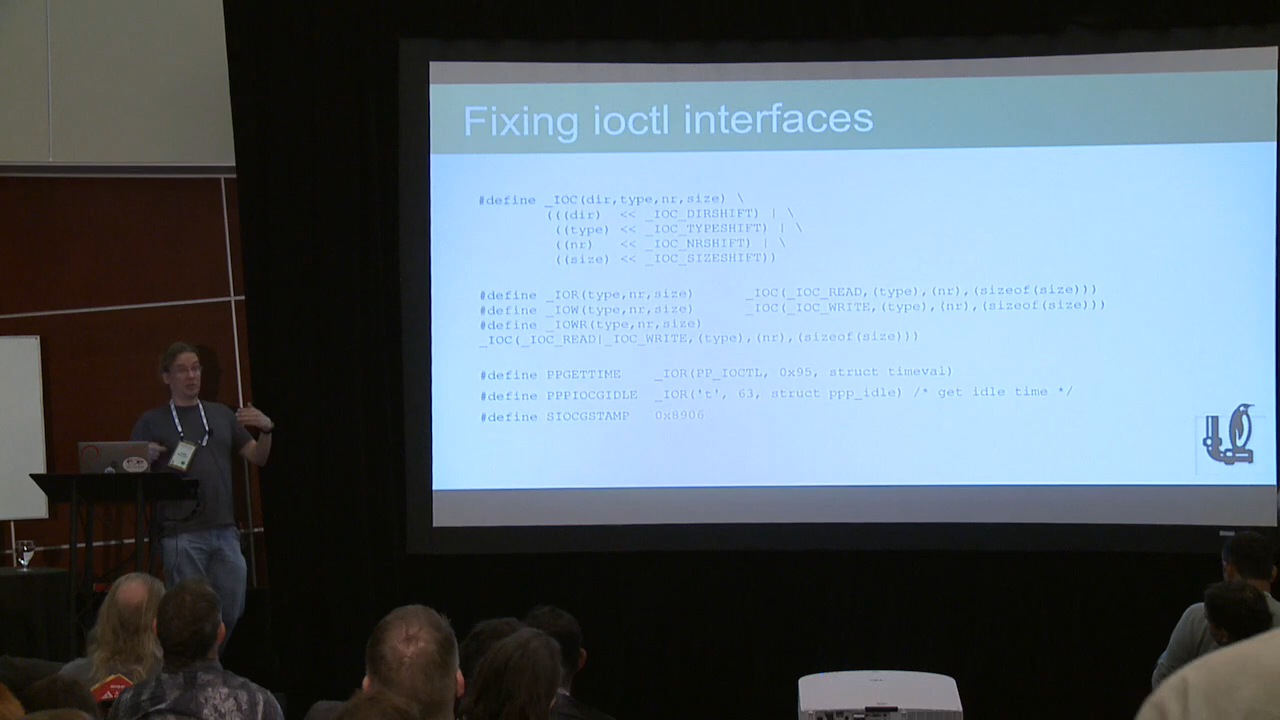 Fixing ioctl interfaces
#define _IOC(dir,type,nr,size) \
(((dir) << _IOC_DIRSHIFT) | \
((type) << _IOC_TYPESHIFT) | \
((nr) << _IOC_NRSHIFT) | \
((size) << _IOC_SIZESHIFT))
#define _IOR(type,nr,size) _IOC(_IOC_READ,(type),(nr),(sizeof(size)))
#define _IOW(type,nr,size) _IOC(_IOC_WRITE,(type),(nr),(sizeof(size)))
#define _IOWR(type,nr,size)
_IOC(_IOC_READ|_IOC_WRITE,(type),(nr),(sizeof(size)))
#define PPGETTIME _IOR(PP_IOCTL, 0x95, struct timeval)
#define PPPIOCGIDLE _IOR('t', 63, struct ppp_idle) /* get idle time */
#define SIOCGSTAMP 0x8906